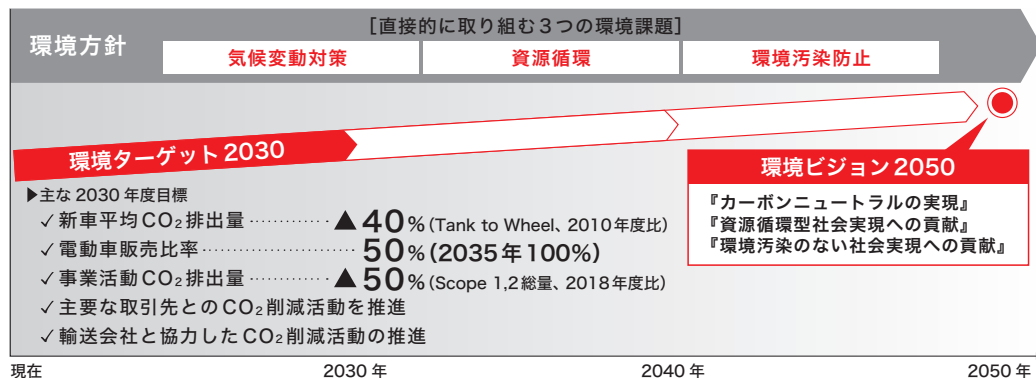 環境方針
［直接的に取り組む3つの環境課題］
気候変動対策 資源循環 環境汚染防止
環境ターゲット2030
環境ビジョン2050
『カーボンニュートラルの実現』
『資源循環型社会実現への貢献』
『環境汚染のない社会実現への貢献』
▶主な2030年度目標
✓新車平均CO₂排出量 ············ ▲40%(Tank to Wheel、2010年度比)
✓電動車販売比率 ···················· 50%(2035年100%)
✓事業活動CO₂排出量 ············ ▲50%(Scope 1,2総量、2018年度比)
✓主要な取引先とのCO₂削減活動を推進
✓輸送会社と協力したCO₂削減活動の推進
現在 2030年 2040年 2050年